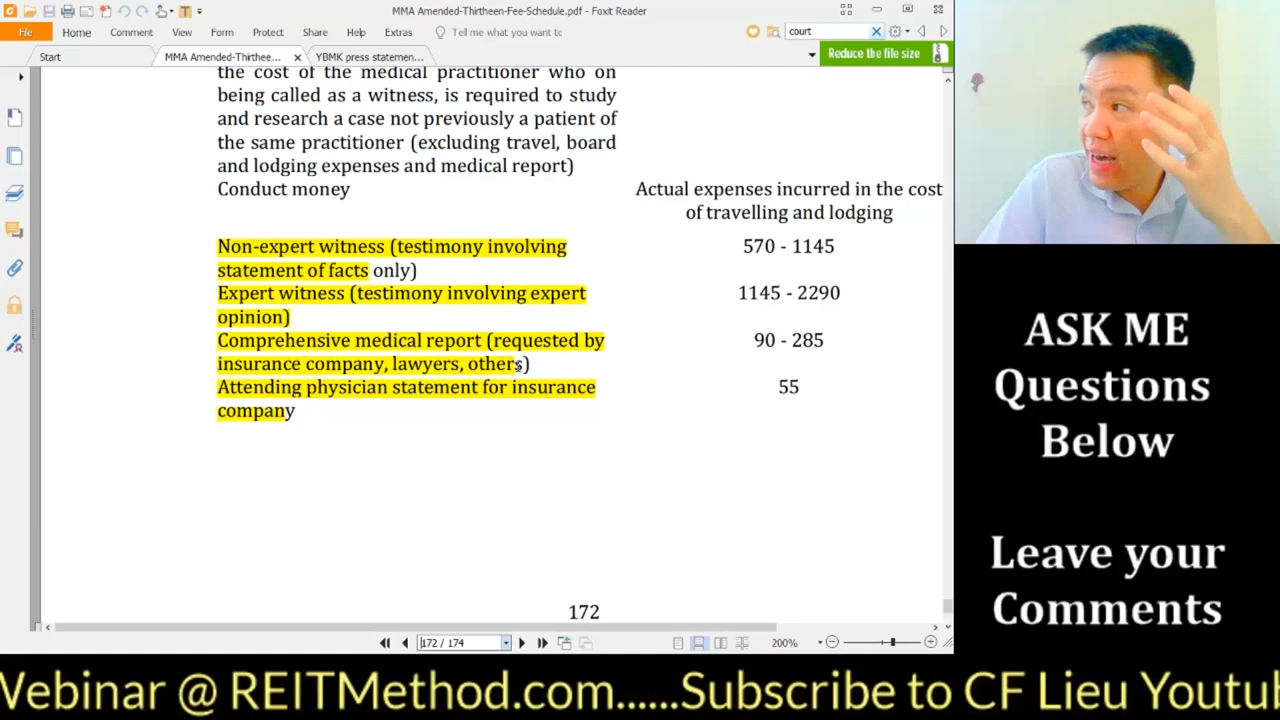 MMA Amended-Thirtheen-Fee-Schedule.pdf - Foxit Reader
File Home Comment View Form Protect Share Help Extras Tell me what you want tc court
Start MMA Amended-Thirthee... YBMK press statemen... Reduce the file size
the cost of the medical practitioner who on
being called as a witness, is required to study
and research a case not previously a patient of
the same practitioner (excluding travel, board
and lodging expenses and medical report)
Conduct money Actual expenses incurred in the cost
of travelling and lodging
Non-expert witness (testimony involving 570 - 1145
statement of facts only)
Expert witness (testimony involving expert 1145 - 2290
opinion)
Comprehensive medical report (requested by 90 - 285
insurance company, lawyers, others)
Attending physician statement for insurance 55
company
172
172 / 174 200%
ASK ME
Questions
Below
Leave your
Comments
Webinar @ REITMethod.com......Subscribe to CF Lieu Youtu